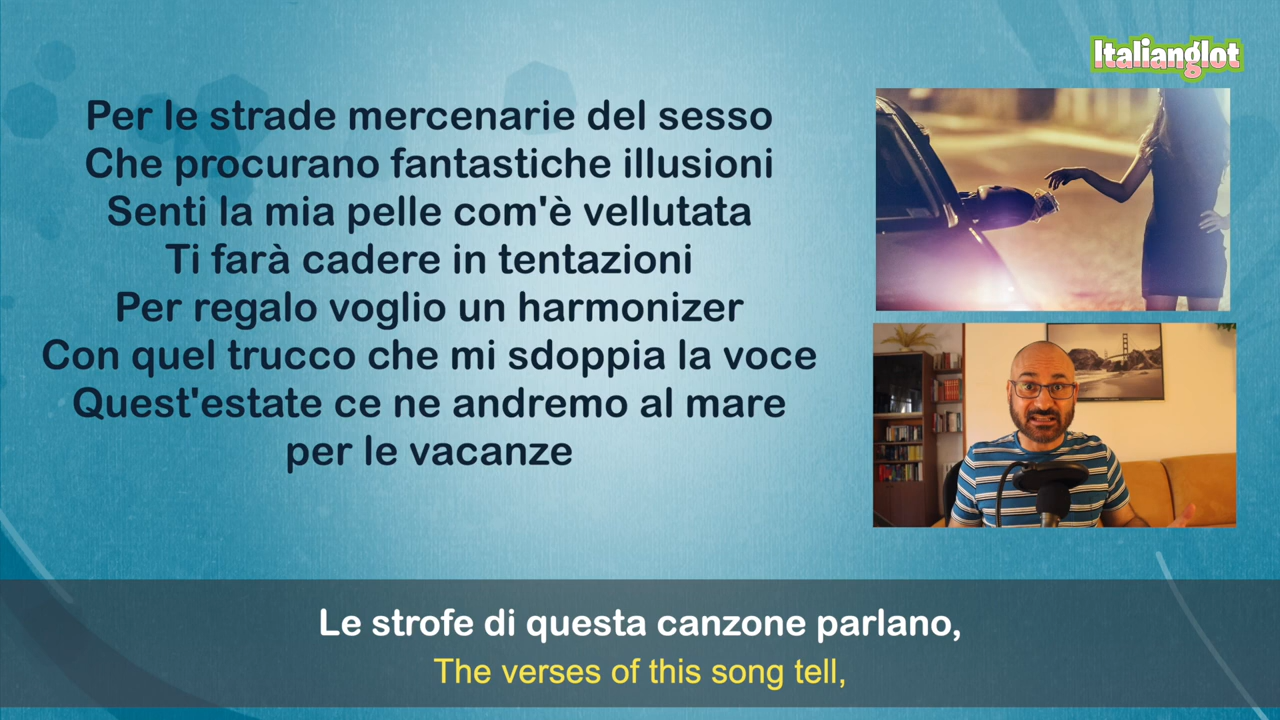 Italianglot
Per le strade mercenarie del sesso
Che procurano fantastiche illusioni
Senti la mia pelle com'è vellutata
Ti farà cadere in tentazioni
Per regalo voglio un harmonizer
Con quel trucco che mi sdoppia la voce
Quest'estate ce ne andremo al mare
per le vacanze
Le strofe di questa canzone parlano,
The verses of this song tell,